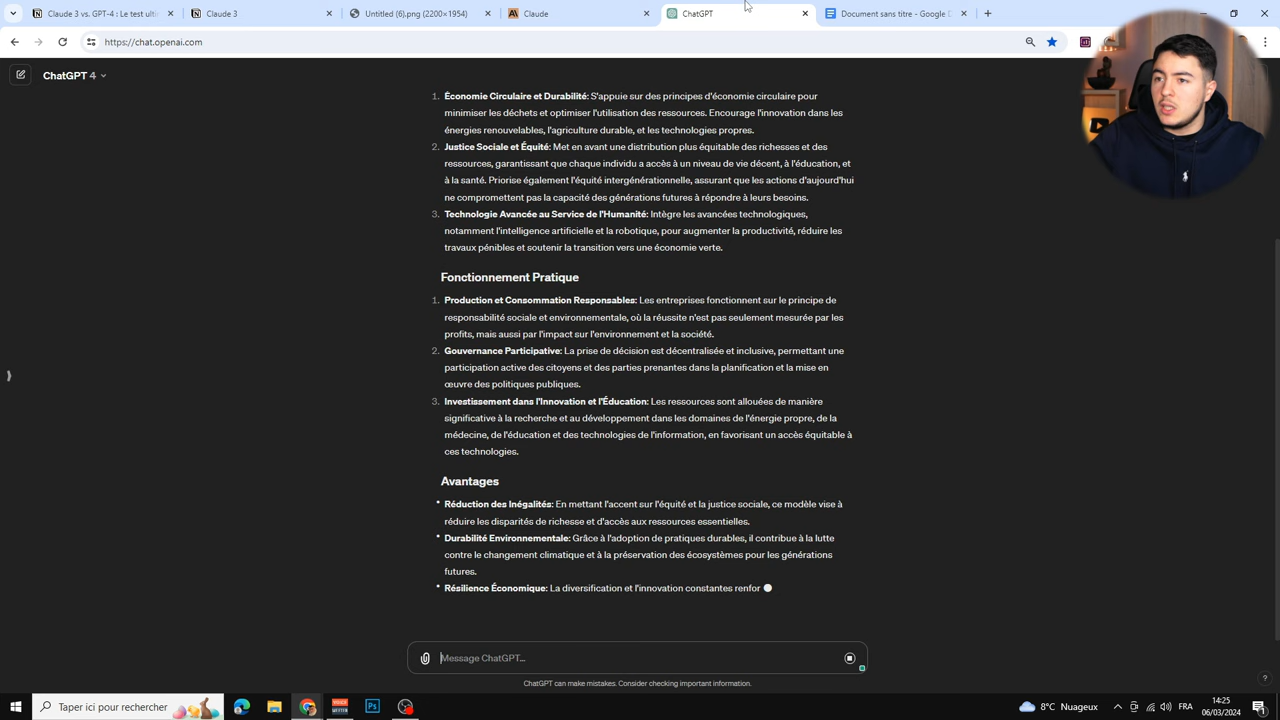 Claude 3 vs. GPT-4 : Le test ultim
Claude 3
Untitled (6).png (2200×1954)
Claude
ChatGPT
Document sans titre - Google D
https://chat.openai.com
ChatGPT 4
1. Économie Circulaire et Durabilité: S'appuie sur des principes d'économie circulaire pour
minimiser les déchets et optimiser l'utilisation des ressources. Encourage l'innovation dans les
énergies renouvelables, l'agriculture durable, et les technologies propres.
2. Justice Sociale et Équité: Met en avant une distribution plus équitable des richesses et des
ressources, garantissant que chaque individu a accès à un niveau de vie décent, à l'éducation, et
à la santé. Priorise également l'équité intergénérationnelle, assurant que les actions d'aujourd'hui
ne compromettent pas la capacité des générations futures à répondre à leurs besoins.
3. Technologie Avancée au Service de l'Humanité: Intègre les avancées technologiques,
notamment l'intelligence artificielle et la robotique, pour augmenter la productivité, réduire les
travaux pénibles et soutenir la transition vers une économie verte.
Fonctionnement Pratique
1. Production et Consommation Responsables: Les entreprises fonctionnent sur le principe de
responsabilité sociale et environnementale, où la réussite n'est pas seulement mesurée par les
profits, mais aussi par l'impact sur l'environnement et la société.
2. Gouvernance Participative: La prise de décision est décentralisée et inclusive, permettant une
participation active des citoyens et des parties prenantes dans la planification et la mise en
œuvre des politiques publiques.
3. Investissement dans l'Innovation et l'Éducation: Les ressources sont allouées de manière
significative à la recherche et au développement dans les domaines de l'énergie propre, de la
médecine, de l'éducation et des technologies de l'information, en favorisant un accès équitable à
ces technologies.
Avantages
• Réduction des Inégalités: En mettant l'accent sur l'équité et la justice sociale, ce modèle vise à
réduire les disparités de richesse et d'accès aux ressources essentielles.
• Durabilité Environnementale: Grâce à l'adoption de pratiques durables, il contribue à la lutte
contre le changement climatique et à la préservation des écosystèmes pour les générations
futures.
• Résilience Économique: La diversification et l'innovation constantes renfor
Message ChatGPT...
ChatGPT can make mistakes. Consider checking important information.
?
Taper ici pour rechercher
8°C Nuageux
FRA
14:25
06/03/2024